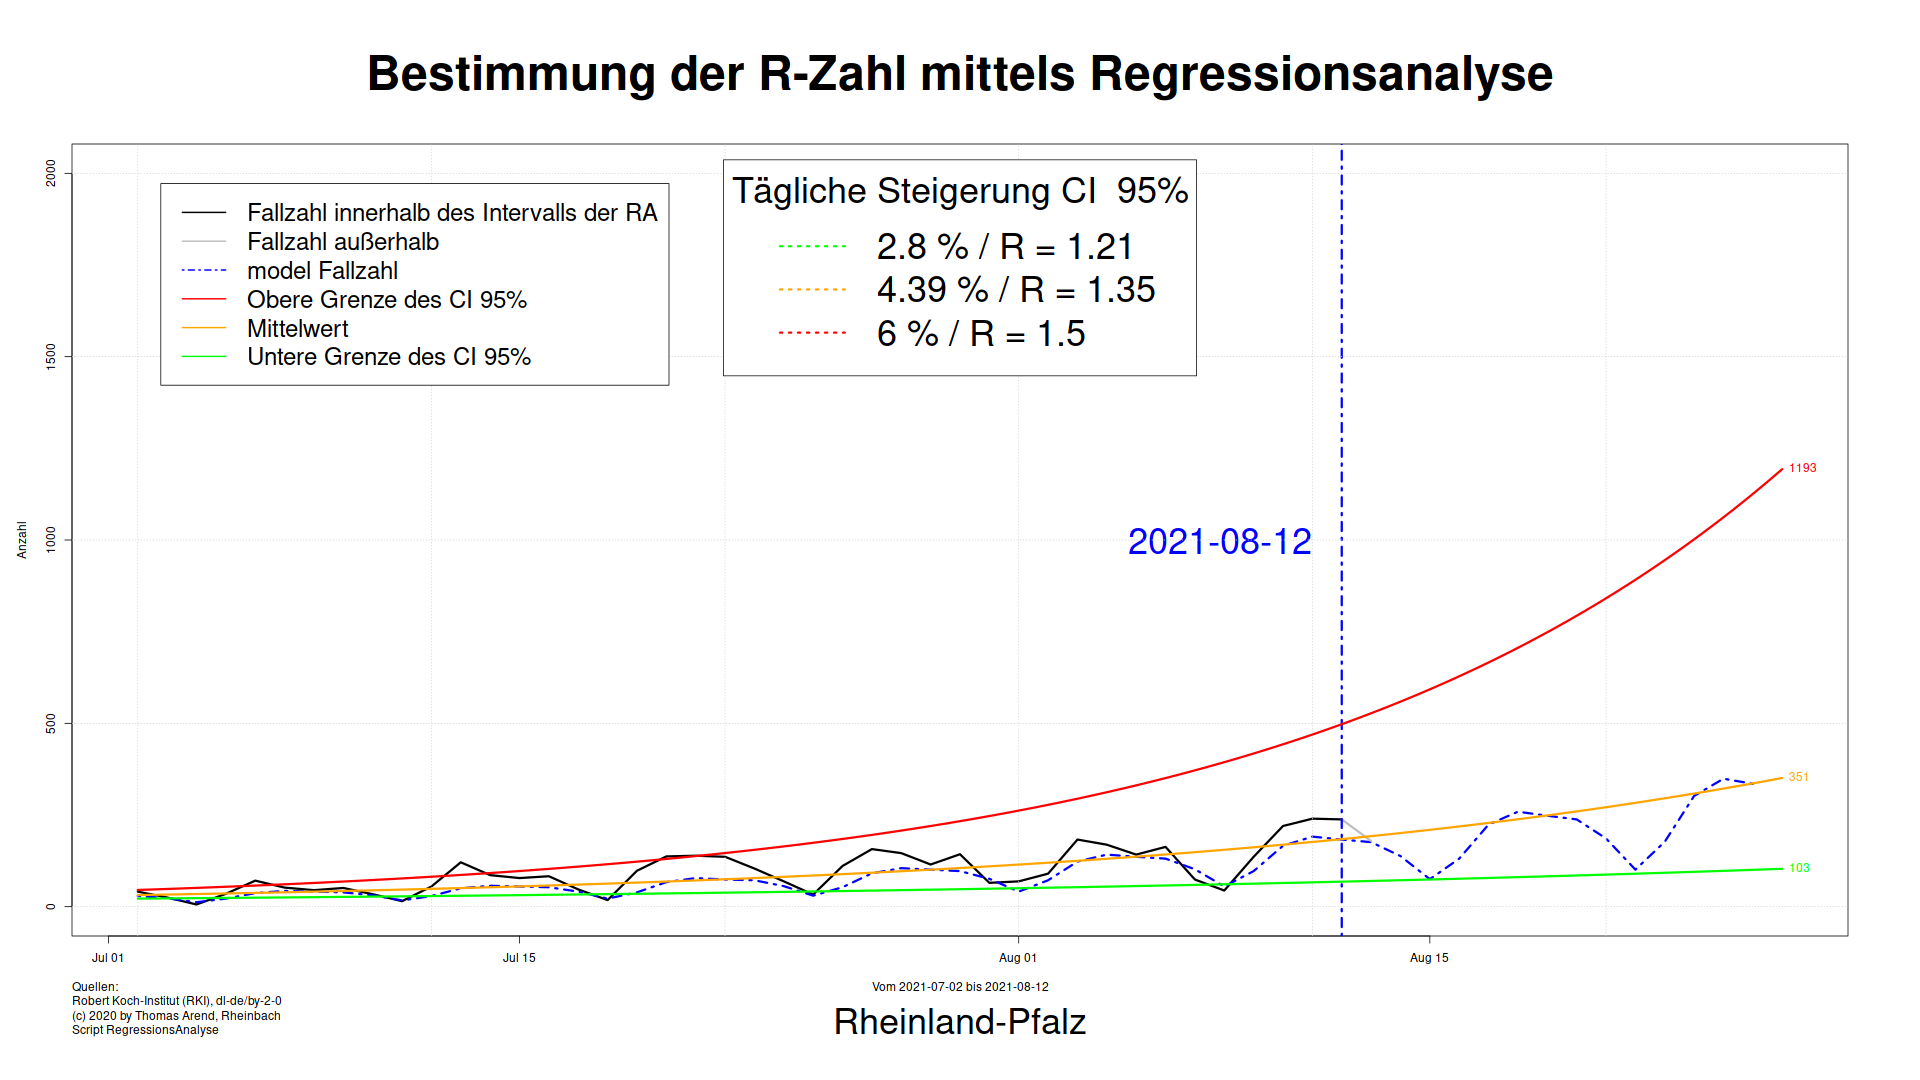 Bestimmung der R-Zahl mittels Regressionsanalyse
Fallzahl innerhalb des Intervalls der RA
Fallzahl außerhalb
model Fallzahl
Obere Grenze des CI 95%
Mittelwert
Untere Grenze des CI 95%
Tägliche Steigerung CI  95%
2.8 % / R = 1.21
4.39 % / R = 1.35
6 % / R = 1.5
2021-08-12
1193
351
103
Anzahl
2000
1500
1000
500
0
Jul 01
Jul 15
Aug 01
Aug 15
Quellen:
Robert Koch-Institut (RKI), dl-de/by-2-0
(c) 2020 by Thomas Arend, Rheinbach
Script RegressionsAnalyse
Vom 2021-07-02 bis 2021-08-12
Rheinland-Pfalz